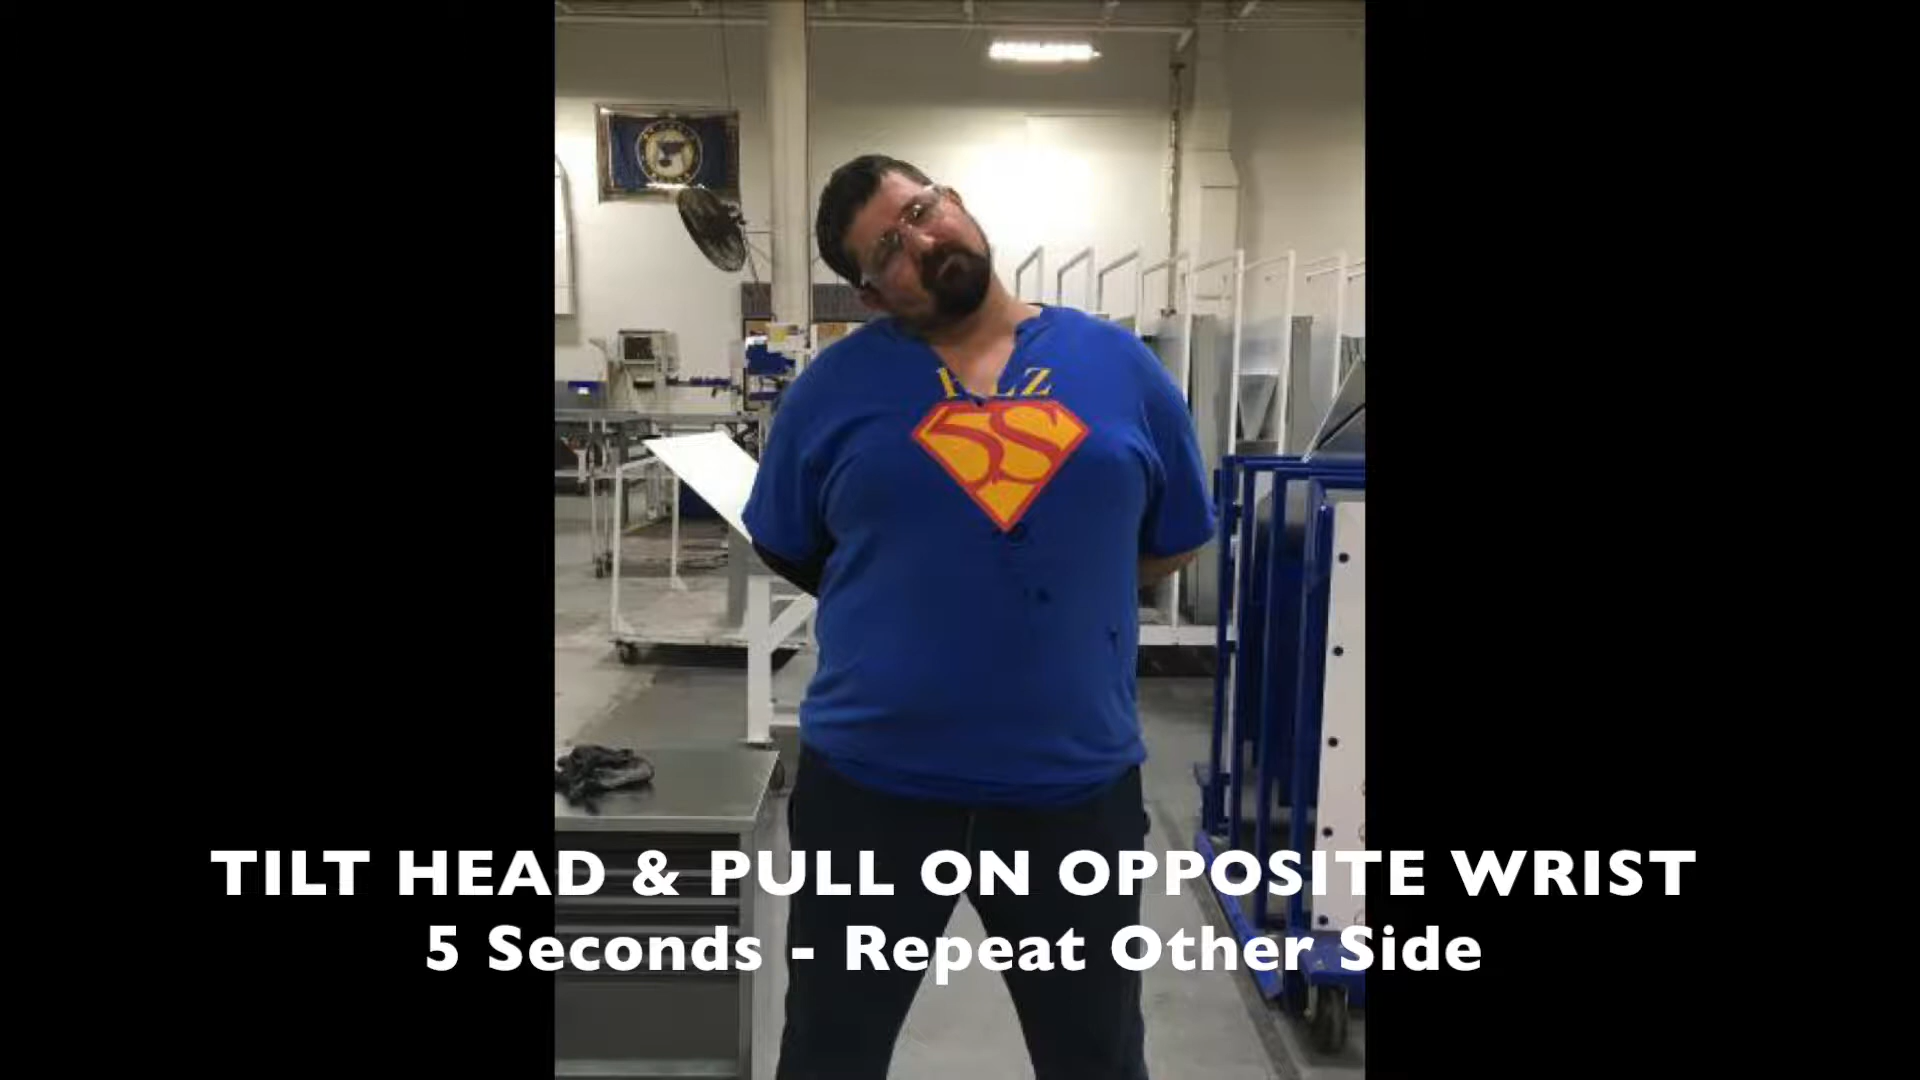 5S
TILT HEAD & PULL ON OPPOSITE WRIST
5 Seconds - Repeat Other Side